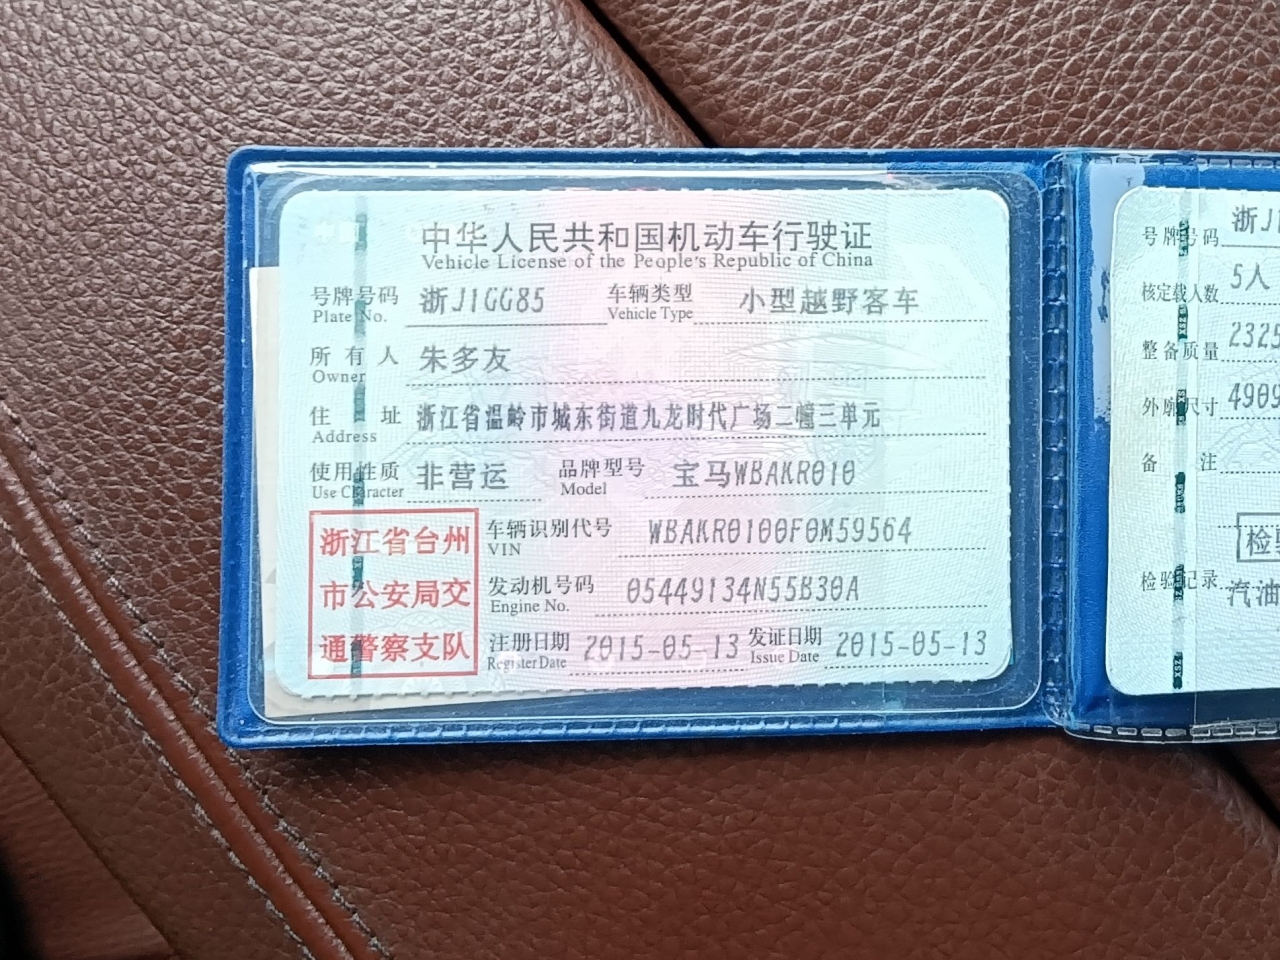 中华人民共和国机动车行驶证
Vehicle License of the People's Republic of China
号牌号码 浙J1GG85 车辆类型 小型越野客车
Plate No. Vehicle Type
所有人 朱多友
Owner
住址 浙江省温岭市城东街道九龙时代广场二幢三单元
Address
使用性质 非营运 品牌型号 宝马WBAKR010
Use Character Model
车辆识别代号 WBAKR0100F0M59564
VIN
发动机号码 05449134N55B30A
Engine No.
注册日期 2015-05-13 发证日期 2015-05-13
Register Date Issue Date
浙江省台州
市公安局交
通警察支队
号牌号码 浙J
核定载人数 5人
整备质量 2325
外廓尺寸 4909
备注
检验记录
检
汽油